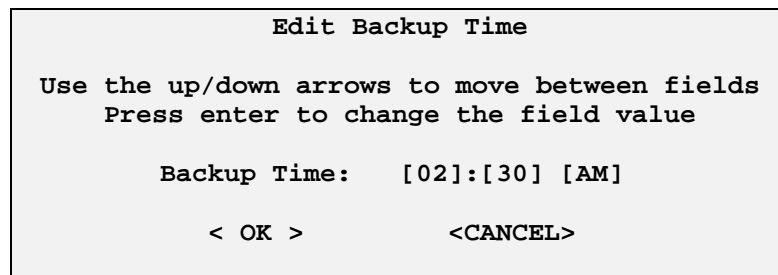 Edit Backup Time
Use the up/down arrows to move between fields
Press enter to change the field value
Backup Time: [02]:[30] [AM]
< OK > <CANCEL>